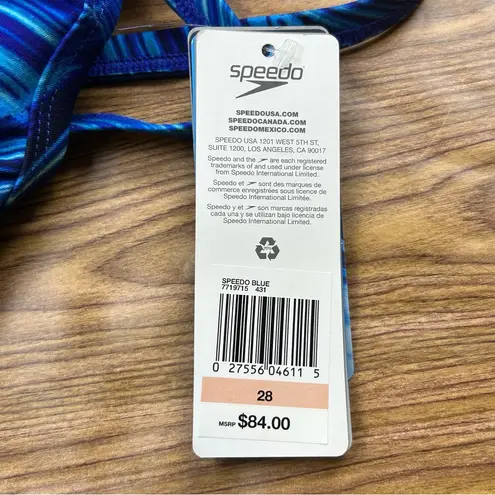 speedo
SPEEDOUSA.COM
SPEEDOCANADA.COM
SPEEDOMEXICO.COM
SPEEDO USA 1201 WEST 5TH ST,
SUITE 1200, LOS ANGELES, CA 90017
Speedo and the are each registered
trademarks of and used under license
from Speedo International Limited.
Speedo et sont des marques de
commerce enregistrées sous licence de
Speedo International Limitée.
Speedo y et son marcas registradas
cada una y se utilizan bajo licencia de
Speedo International Limited.
SPEEDO BLUE
7719715 431
0 27556 04611 5
28
MSRP $84.00